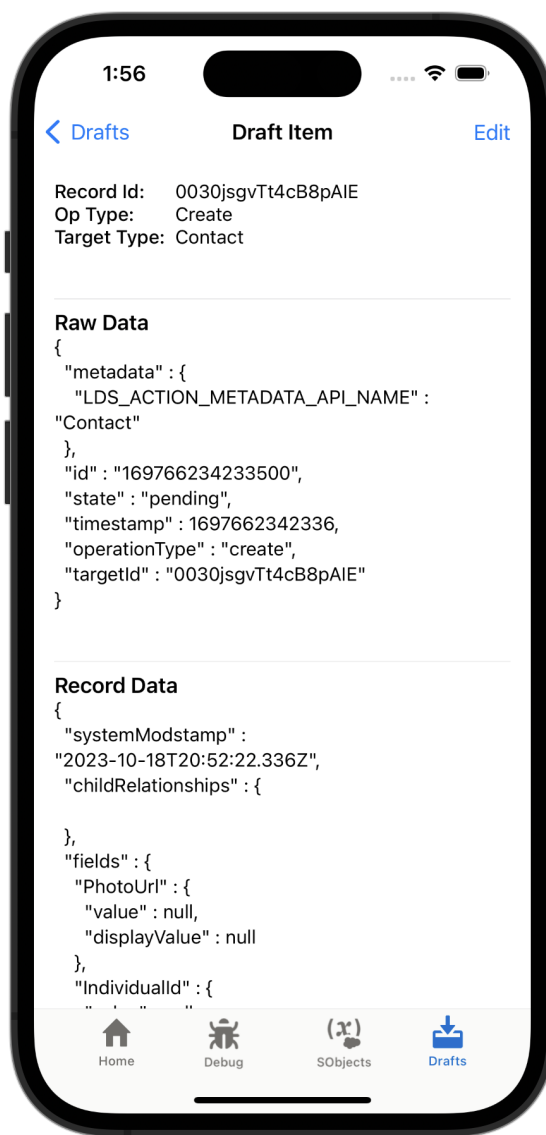 1:56
Drafts
Draft Item
Edit
Record Id: 0030jsgvTt4cB8pAIE
Op Type: Create
Target Type: Contact
Raw Data
{
"metadata" : {
"LDS_ACTION_METADATA_API_NAME" :
"Contact"
},
"id" : "169766234233500",
"state" : "pending",
"timestamp" : 1697662342336,
"operationType" : "create",
"targetId" : "0030jsgvTt4cB8pAIE"
}
Record Data
{
"systemModstamp" :
"2023-10-18T20:52:22.336Z",
"childRelationships" : {
},
"fields" : {
"PhotoUrl" : {
"value" : null,
"displayValue" : null
},
"IndividualId" : {
Home
Debug
(x)
SObjects
Drafts